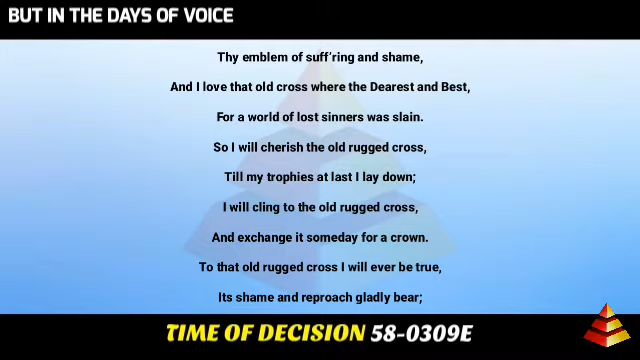 BUT IN THE DAYS OF VOICE
Thy emblem of suff'ring and shame,
And I love that old cross where the Dearest and Best,
For a world of lost sinners was slain.
So I will cherish the old rugged cross,
Till my trophies at last I lay down;
I will cling to the old rugged cross,
And exchange it someday for a crown.
To that old rugged cross I will ever be true,
Its shame and reproach gladly bear;
TIME OF DECISION 58-0309E